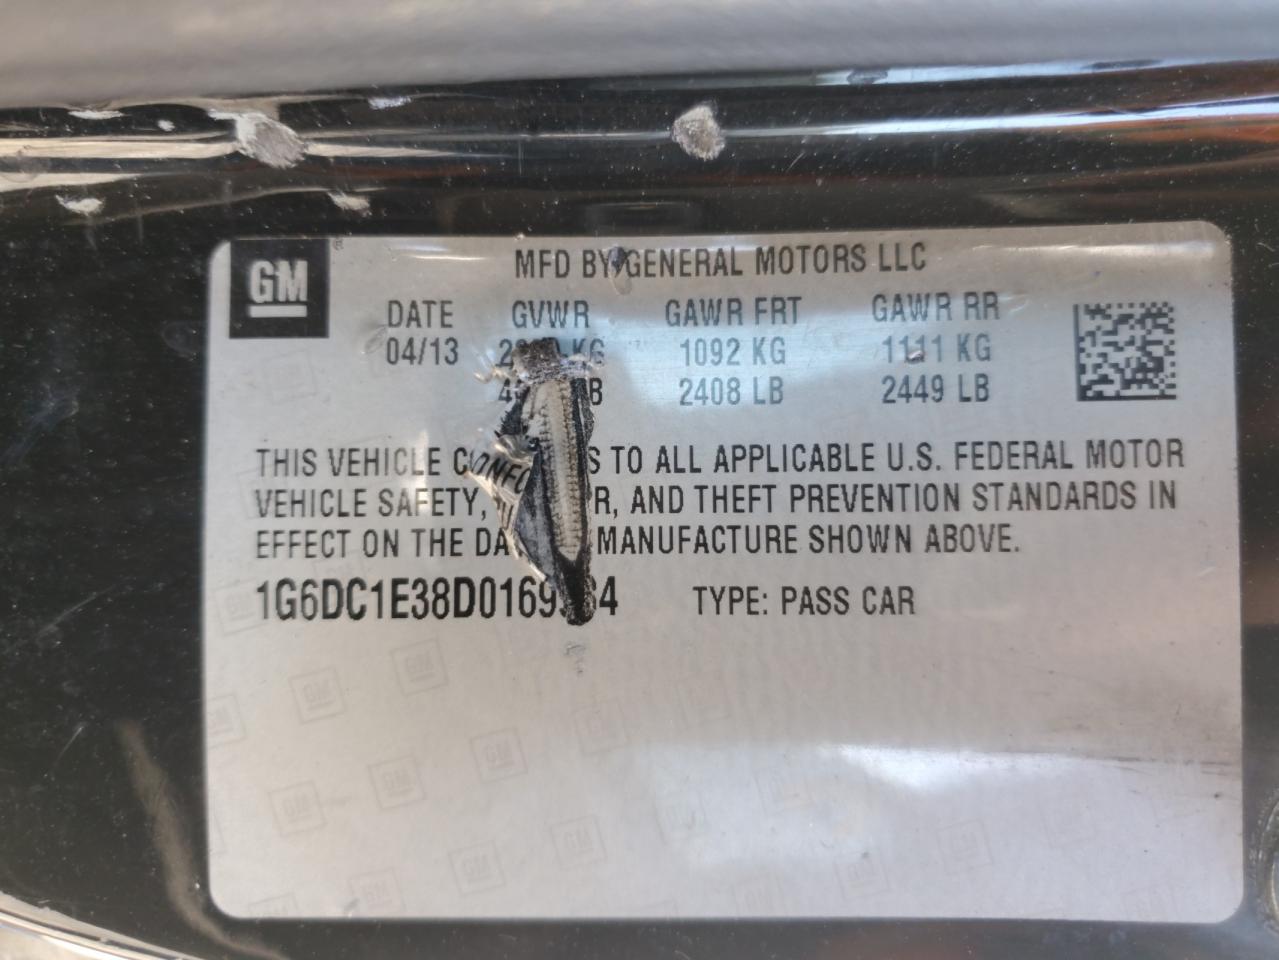 GM
MFD BY GENERAL MOTORS LLC
DATE GVWR GAWR FRT GAWR RR
04/13 KG 1092 KG 1111 KG
2408 LB 2449 LB
THIS VEHICLE TO ALL APPLICABLE U.S. FEDERAL MOTOR
VEHICLE SAFETY, AND THEFT PREVENTION STANDARDS IN
EFFECT ON THE MANUFACTURE SHOWN ABOVE.
TYPE: PASS CAR